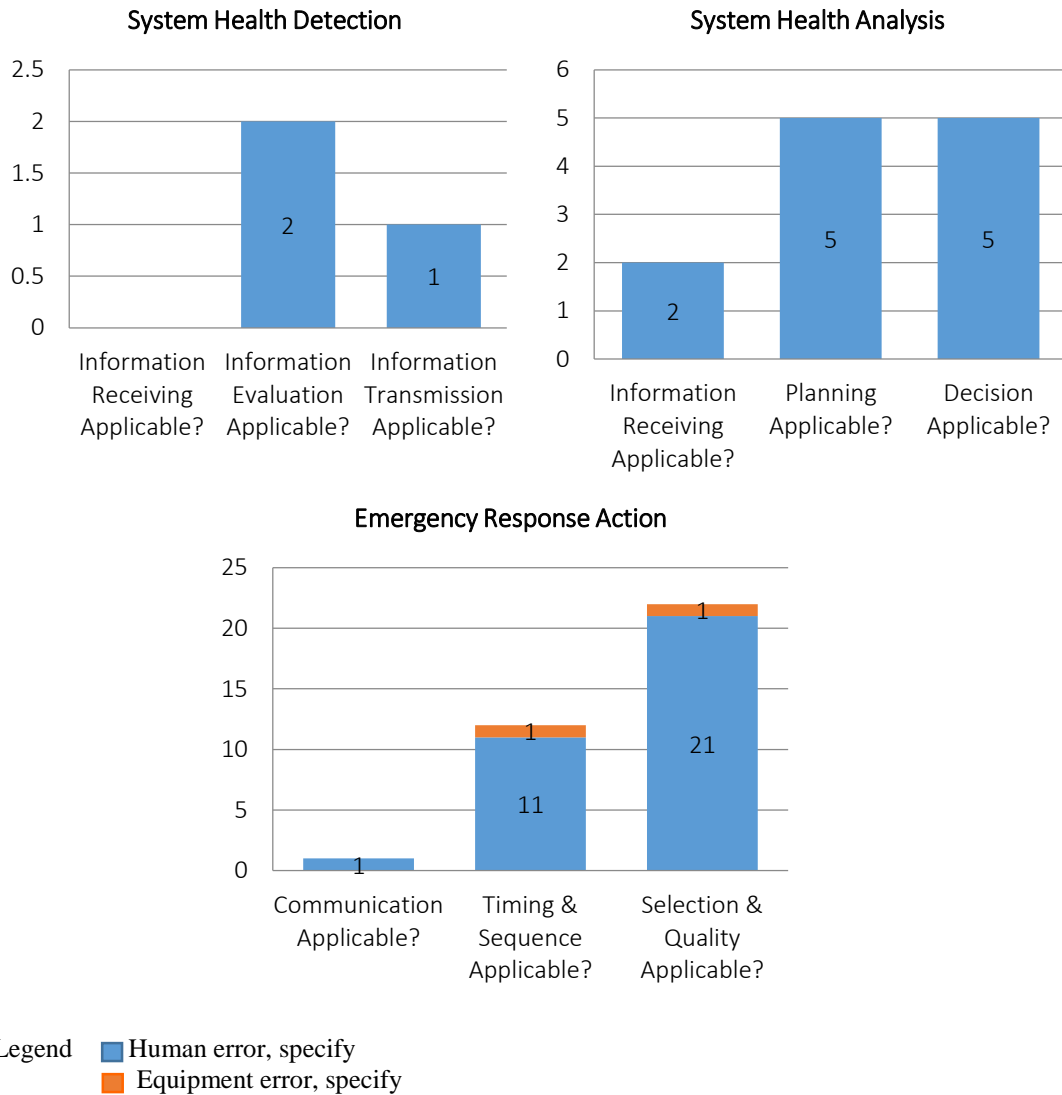 System Health Detection
2.5
2
1.5
1
0.5
0
2
1
Information Receiving Applicable?
Information Evaluation Applicable?
Information Transmission Applicable?
System Health Analysis
6
5
4
3
2
1
0
2
5
5
Information Receiving Applicable?
Planning Applicable?
Decision Applicable?
Emergency Response Action
25
20
15
10
5
0
1
1
11
1
21
Communication Applicable?
Timing & Sequence Applicable?
Selection & Quality Applicable?
Legend
Human error, specify
Equipment error, specify